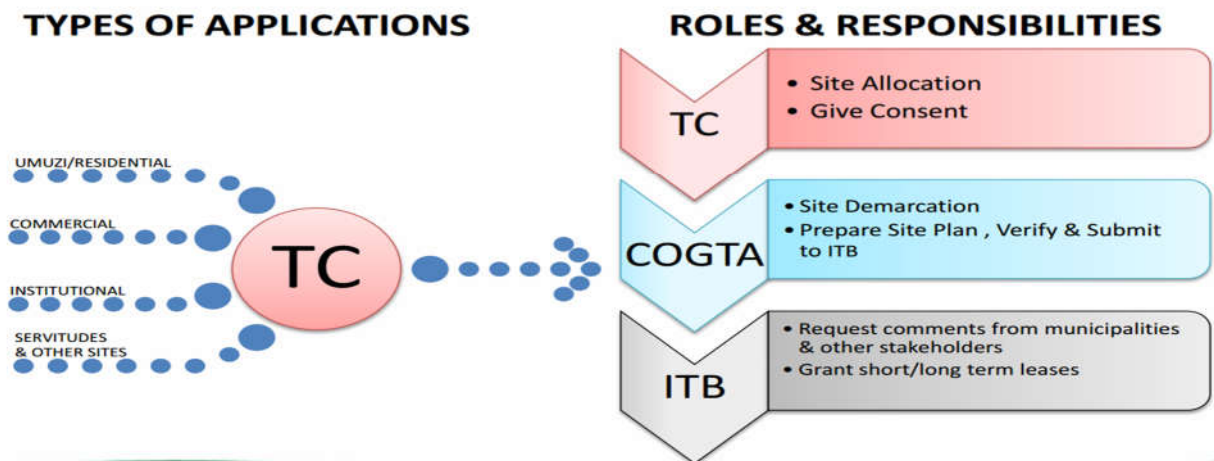 TYPES OF APPLICATIONS
UMUZI/RESIDENTIAL
COMMERCIAL
INSTITUTIONAL
SERVITUDES
& OTHER SITES
TC
ROLES & RESPONSIBILITIES
TC
• Site Allocation
• Give Consent
COGTA
• Site Demarcation
• Prepare Site Plan , Verify & Submit
to ITB
ITB
• Request comments from municipalities
& other stakeholders
• Grant short/long term leases